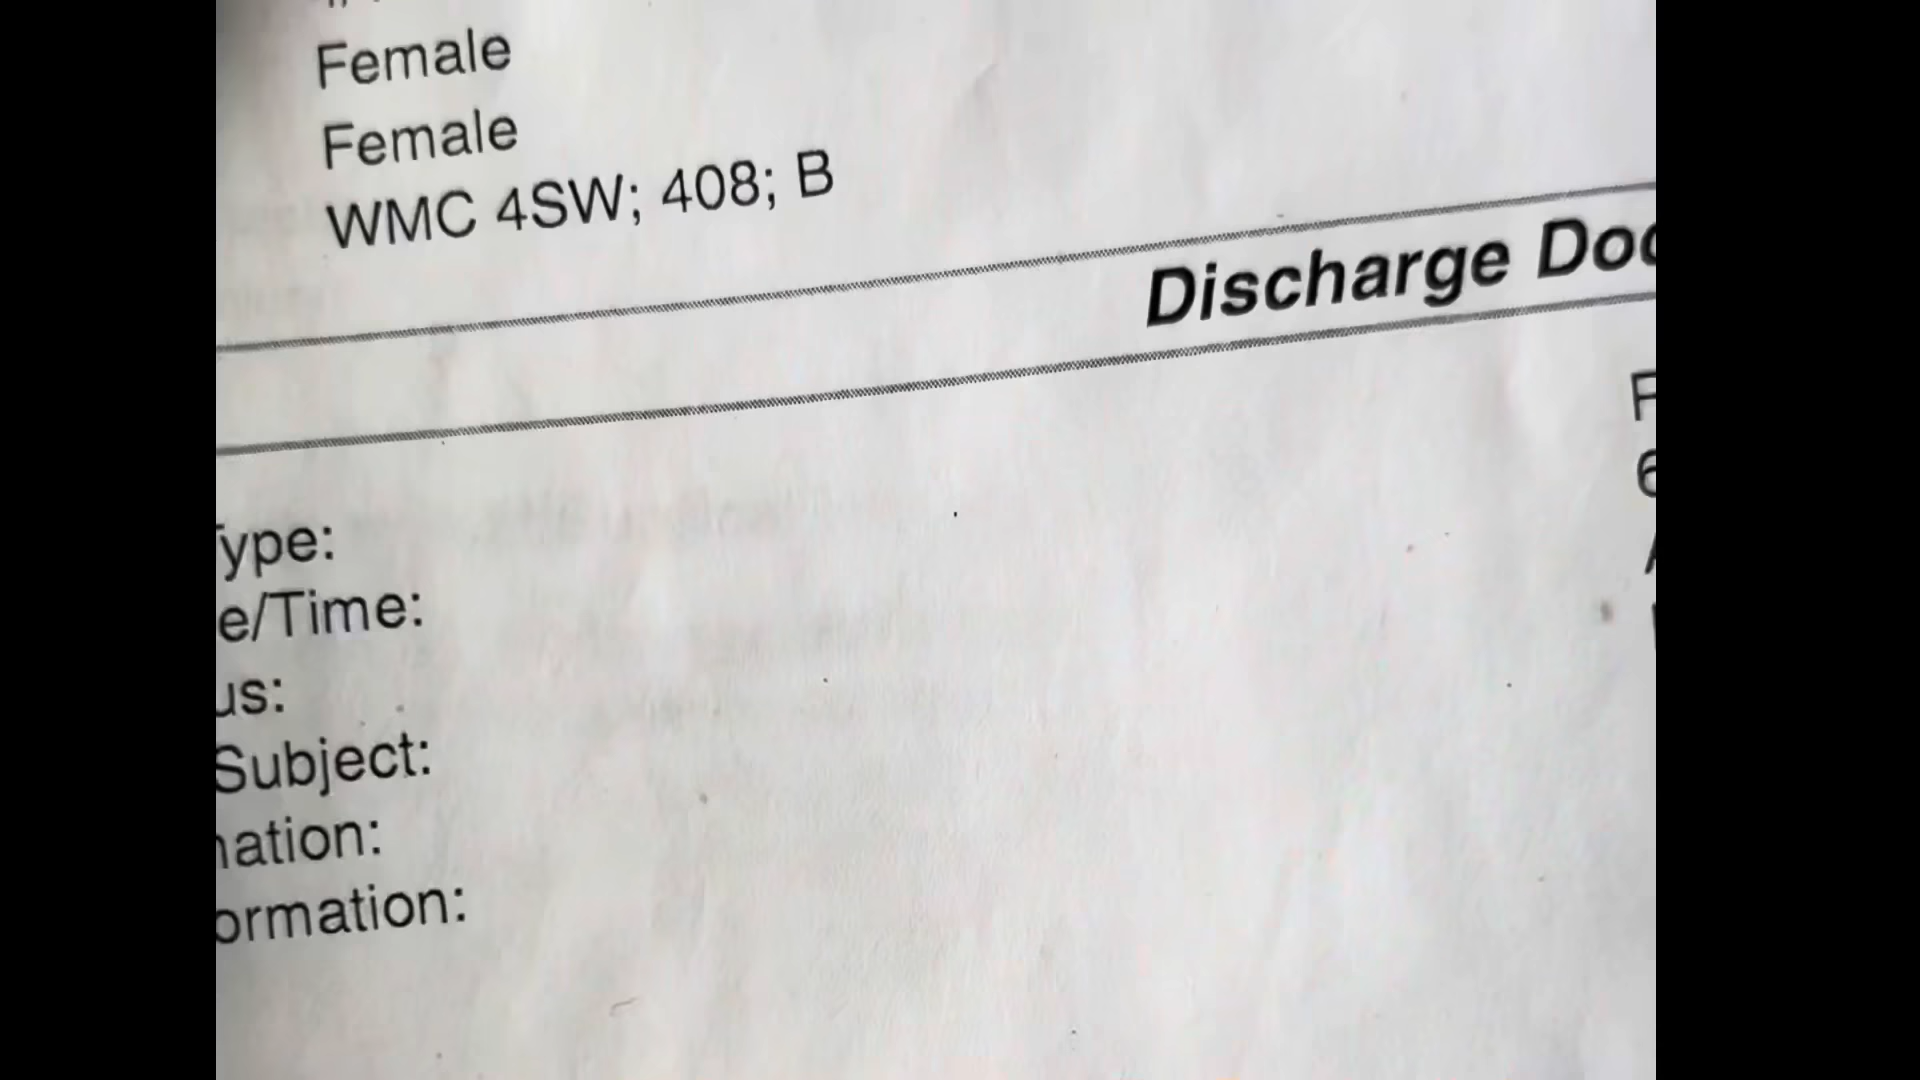 Female
Female
WMC 4SW; 408; B
Discharge Doc
ype:
e/Time:
us:
Subject:
ation:
ormation: